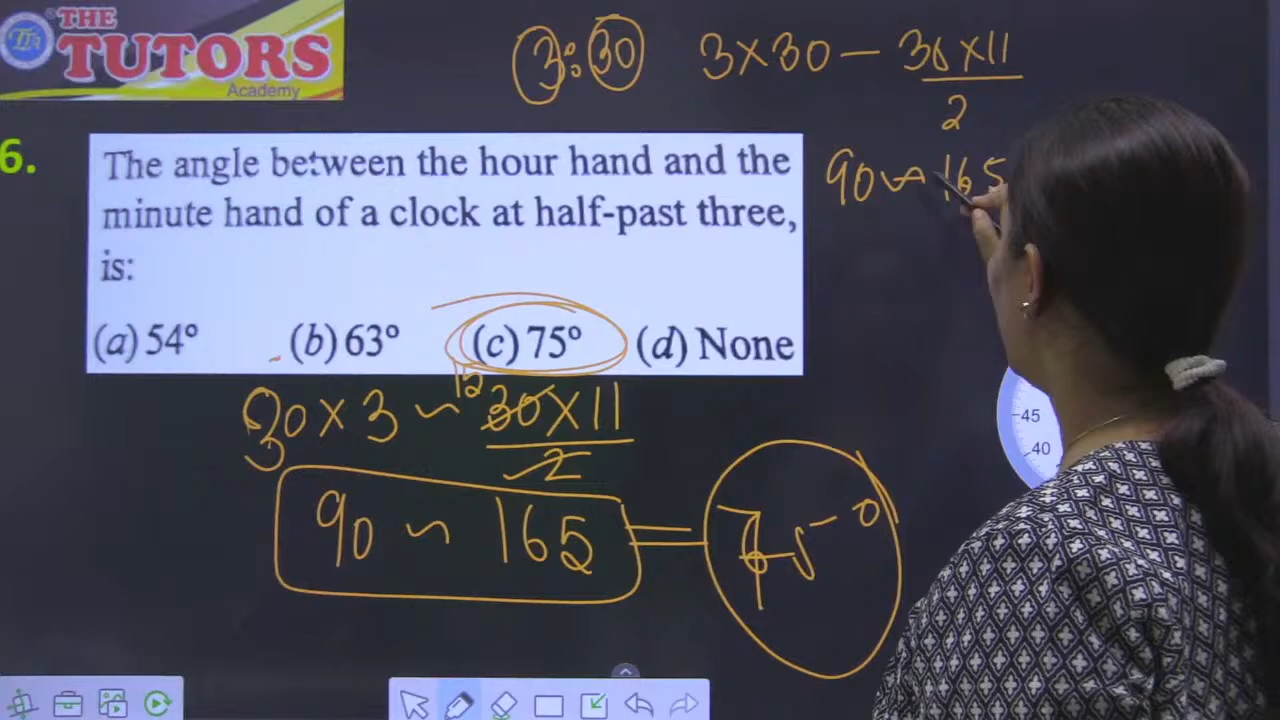 THE
TUTORS
Academy
3:30 3×30 — 30×11
2
90 ~ 165
6.
The angle between the hour hand and the
minute hand of a clock at half-past three,
is:
(a) 54° (b) 63° (c) 75° (d) None
30×3 ~ 30×11
15
2
90 ~ 165 = 75°
45
40